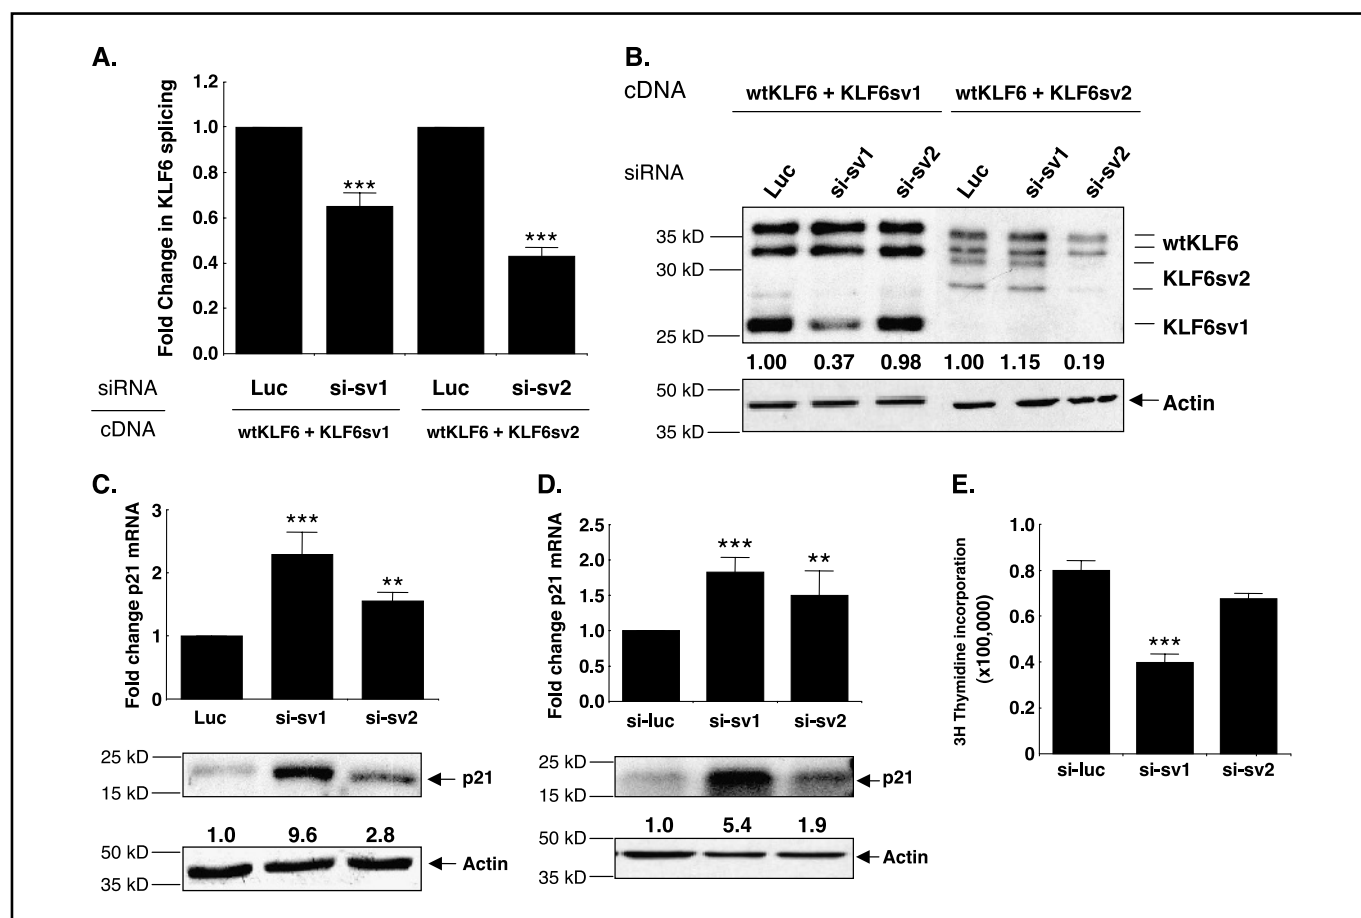 A.
Fold Change in KLF6 splicing
1.2
1.0
0.8
0.6
0.4
0.2
0.0
***
***
siRNA
Luc si-sv1 Luc si-sv2
cDNA
wtKLF6 + KLF6sv1 wtKLF6 + KLF6sv2
B.
cDNA
wtKLF6 + KLF6sv1 wtKLF6 + KLF6sv2
siRNA
Luc si-sv1 si-sv2 Luc si-sv1 si-sv2
35 kD
30 kD
25 kD
wtKLF6
KLF6sv2
KLF6sv1
1.00 0.37 0.98 1.00 1.15 0.19
50 kD
35 kD
Actin
C.
Fold change p21 mRNA
3
2
1
0
***
**
Luc si-sv1 si-sv2
25 kD
15 kD
p21
1.0 9.6 2.8
50 kD
35 kD
Actin
D.
Fold change p21 mRNA
2.5
2.0
1.5
1.0
0.5
0.0
***
**
si-luc si-sv1 si-sv2
25 kD
15 kD
p21
1.0 5.4 1.9
50 kD
35 kD
Actin
E.
3H Thymidine incorporation
(x100,000)
1.0
0.8
0.6
0.4
0.2
0
***
si-luc si-sv1 si-sv2